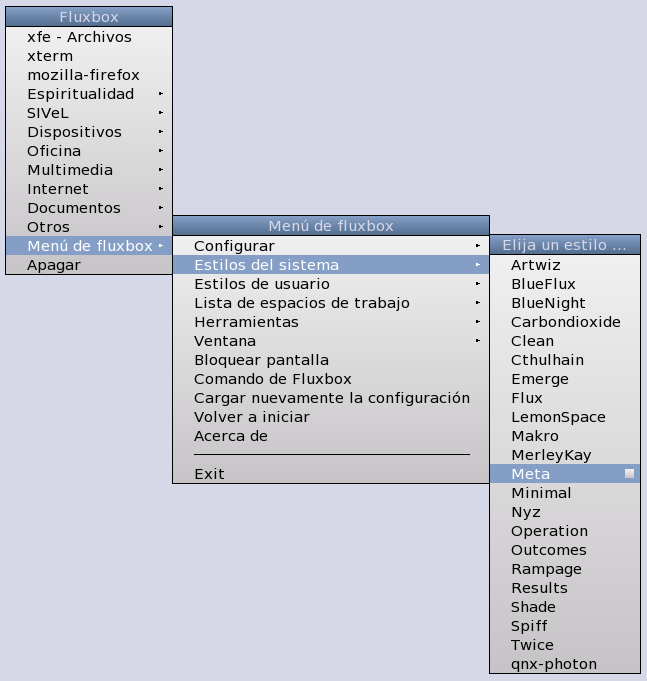 Fluxbox
xfe - Archivos
xterm
mozilla-firefox
Espiritualidad
SIVeL
Dispositivos
Oficina
Multimedia
Internet
Documentos
Otros
Menú de fluxbox
Apagar
Menú de fluxbox
Configurar
Estilos del sistema
Estilos de usuario
Lista de espacios de trabajo
Herramientas
Ventana
Bloquear pantalla
Comando de Fluxbox
Cargar nuevamente la configuración
Volver a iniciar
Acerca de
Exit
Elija un estilo ...
Artwiz
BlueFlux
BlueNight
Carbondioxide
Clean
Cthulhain
Emerge
Flux
LemonSpace
Makro
MerleyKay
Meta
Minimal
Nyz
Operation
Outcomes
Rampage
Results
Shade
Spiff
Twice
qnx-photon